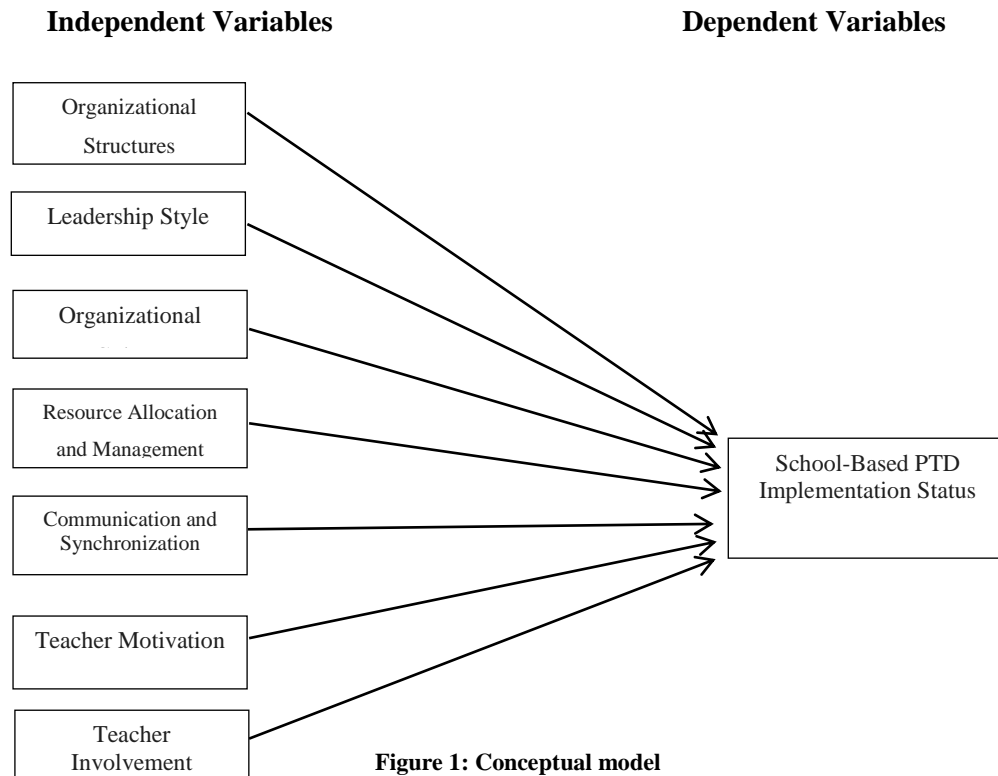 Independent Variables
Dependent Variables
Organizational
Structures
Leadership Style
Organizational
Resource Allocation
and Management
Communication and
Synchronization
Teacher Motivation
Teacher
Involvement
School-Based PTD
Implementation Status
Figure 1: Conceptual model